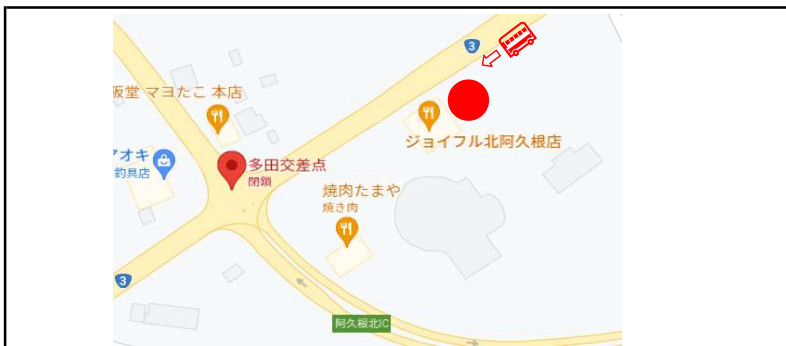 3
阪堂 マヨたこ 本店
ジョイフル北阿久根店
アオキ
釣具店
多田交差点
閉鎖
焼肉たまや
焼き肉
3
阿久根北IC